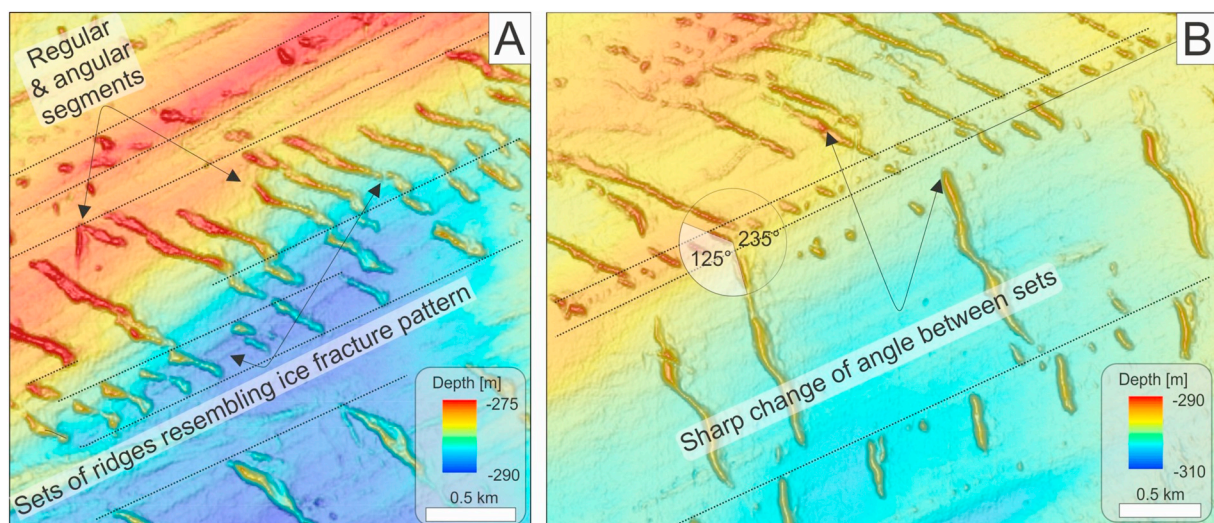 A
Regular
& angular
segments
Sets of ridges resembling ice fracture pattern
Depth [m]
-275
-290
0.5 km
B
235°
125°
Sharp change of angle between sets
Depth [m]
-290
-310
0.5 km